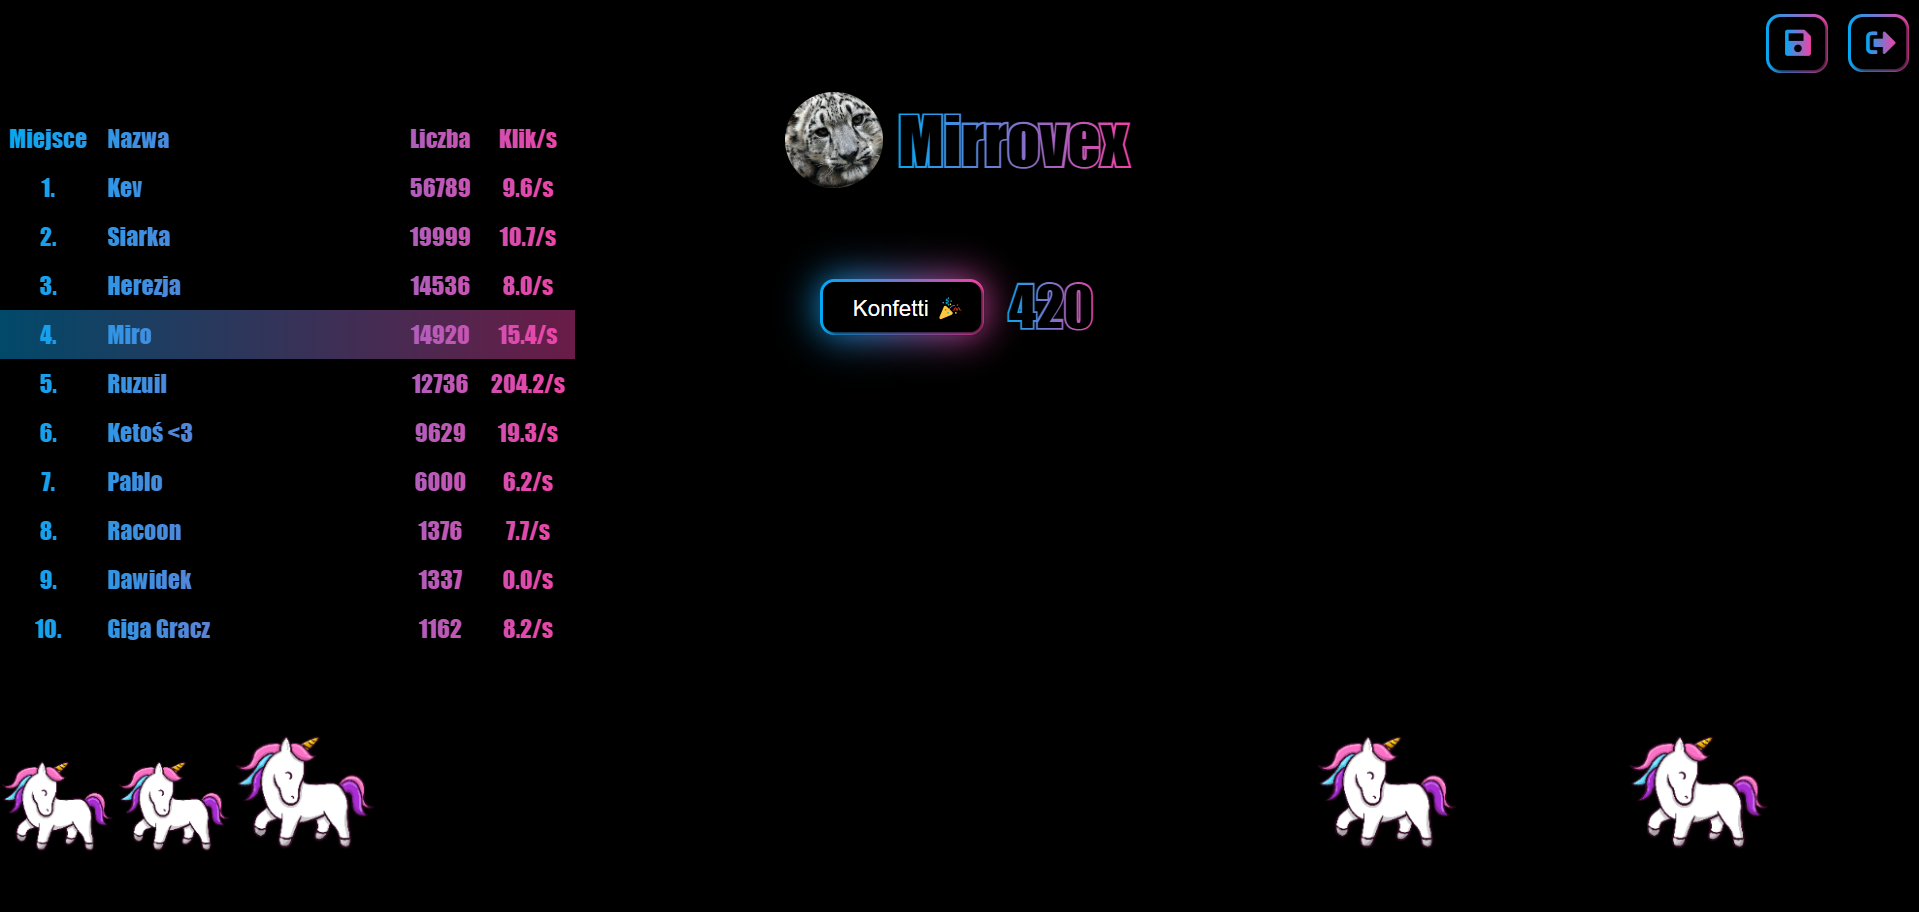 Mirrovex
Miejsce Nazwa Liczba Klik/s
1. Kev 56789 9.6/s
2. Siarka 19999 10.7/s
3. Herezja 14536 8.0/s
4. Miro 14920 15.4/s
5. Ruzuil 12736 204.2/s
6. Ketoś <3 9629 19.3/s
7. Pablo 6000 6.2/s
8. Racoon 1376 7.7/s
9. Dawidek 1337 0.0/s
10. Giga Gracz 1162 8.2/s
Konfetti 🎉 420